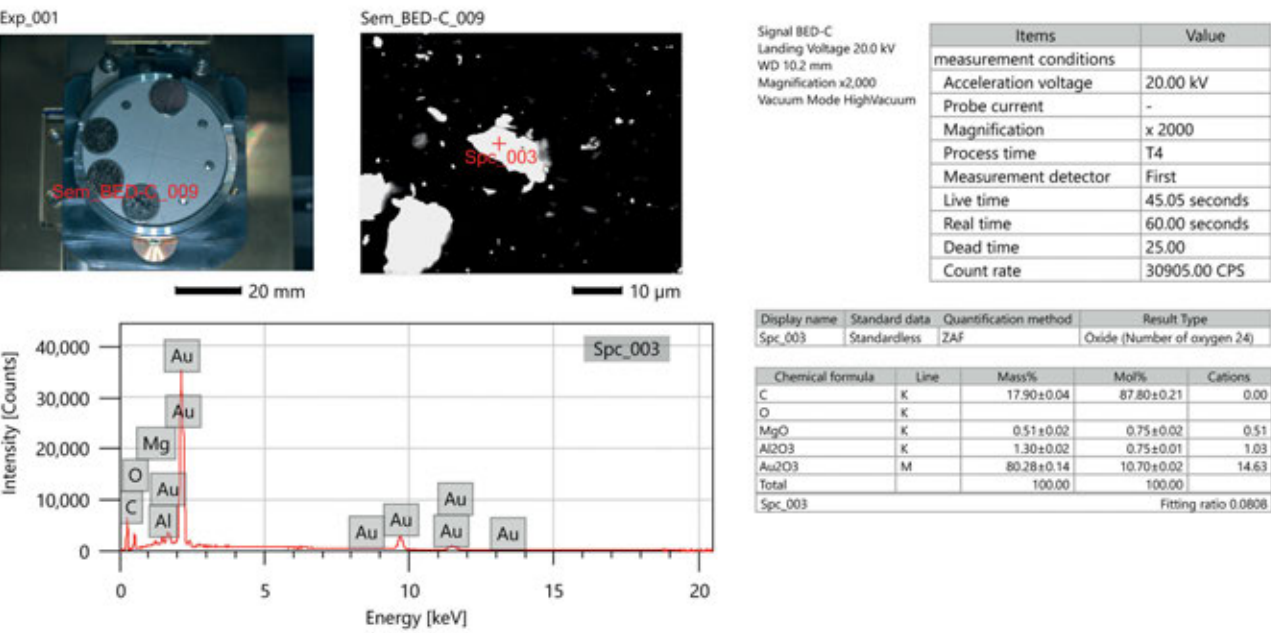 Exp_001
Sem_BED-C_009
Sem_BED-C_009
20 mm
Spc_003
10 μm
Signal BED-C
Landing Voltage 20.0 kV
WD 10.2 mm
Magnification x2,000
Vacuum Mode HighVacuum
Items Value
measurement conditions
Acceleration voltage 20.00 kV
Probe current -
Magnification x 2000
Process time T4
Measurement detector First
Live time 45.05 seconds
Real time 60.00 seconds
Dead time 25.00
Count rate 30905.00 CPS
Intensity [Counts]
40,000
30,000
20,000
10,000
0
Spc_003
Au
Au
Mg
O
Au
C
Al
Au
Au
Au
Au
Au
0 5 10 15 20
Energy [keV]
Display name Standard data Quantification method Result Type
Spc_003 Standardless ZAF Oxide (Number of oxygen 24)
Chemical formula Line Mass% Mol% Cations
C K 17.90±0.04 87.80±0.21 0.00
O K
MgO K 0.51±0.02 0.75±0.02 0.51
Al2O3 K 1.30±0.02 0.75±0.01 1.03
Au2O3 M 80.28±0.14 10.70±0.02 14.63
Total 100.00 100.00
Spc_003 Fitting ratio 0.0808